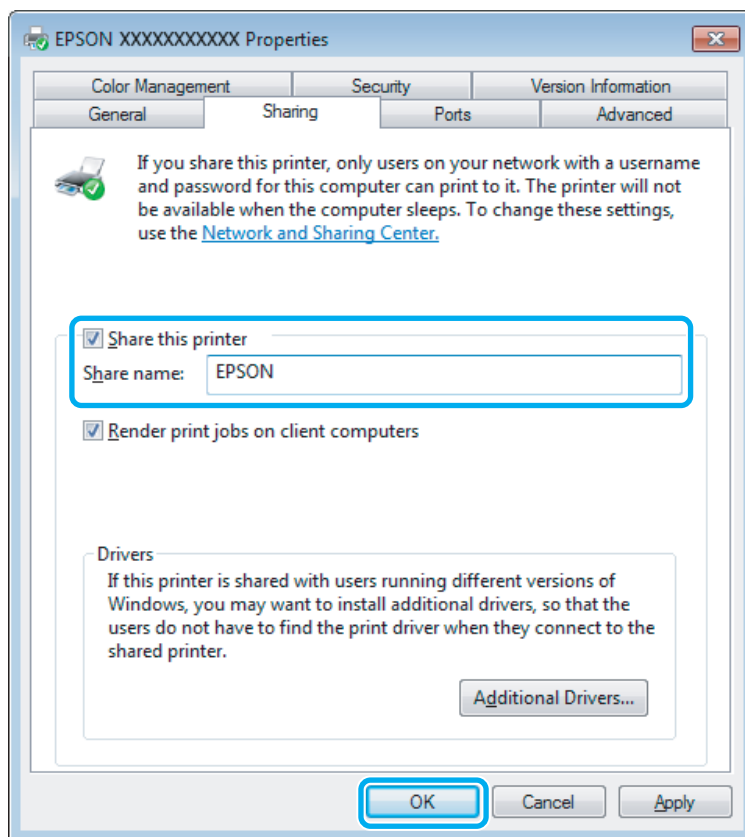 EPSON XXXXXXXXXXX Properties
Color Management Security Version Information
General Sharing Ports Advanced
If you share this printer, only users on your network with a username
and password for this computer can print to it. The printer will not
be available when the computer sleeps. To change these settings,
use the Network and Sharing Center.
Share this printer
Share name: EPSON
Render print jobs on client computers
Drivers
If this printer is shared with users running different versions of
Windows, you may want to install additional drivers, so that the
users do not have to find the print driver when they connect to the
shared printer.
Additional Drivers...
OK Cancel Apply